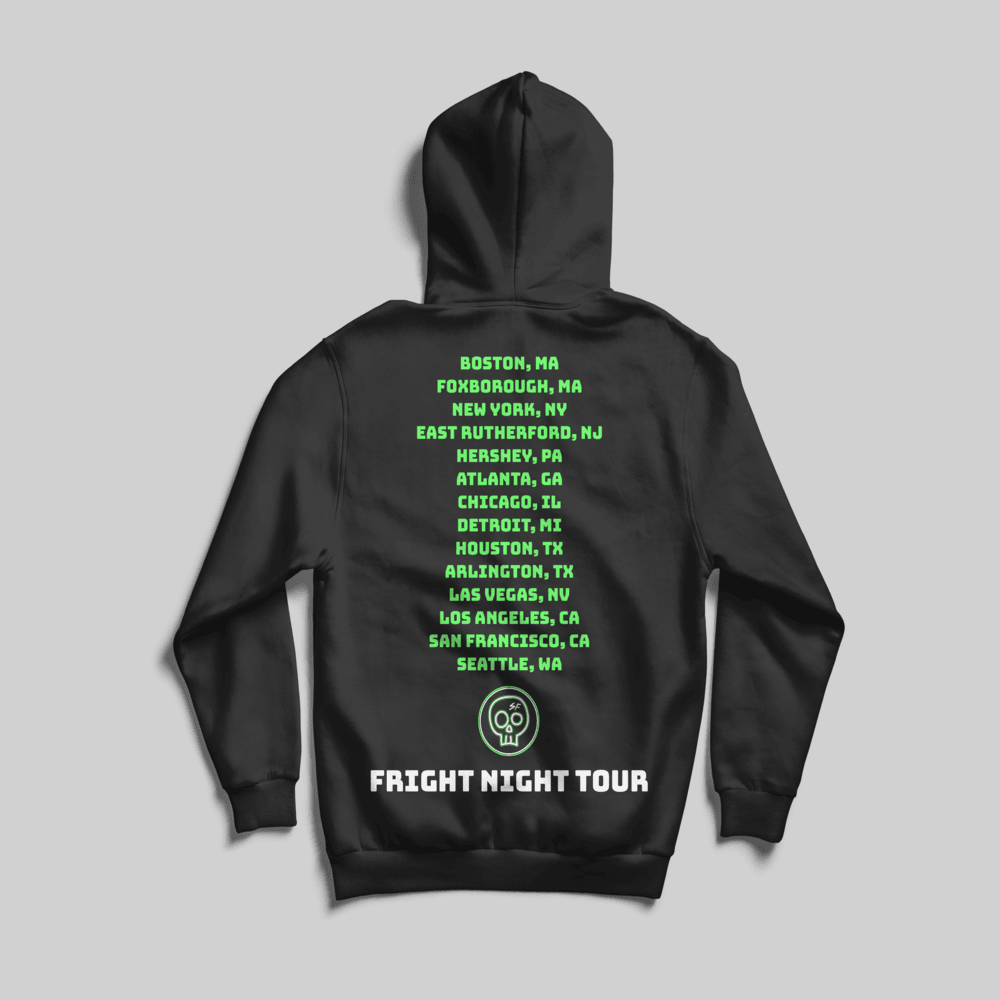 BOSTON, MA
FOXBOROUGH, MA
NEW YORK, NY
EAST RUTHERFORD, NJ
HERSHEY, PA
ATLANTA, GA
CHICAGO, IL
DETROIT, MI
HOUSTON, TX
ARLINGTON, TX
LAS VEGAS, NV
LOS ANGELES, CA
SAN FRANCISCO, CA
SEATTLE, WA
SF
FRIGHT NIGHT TOUR